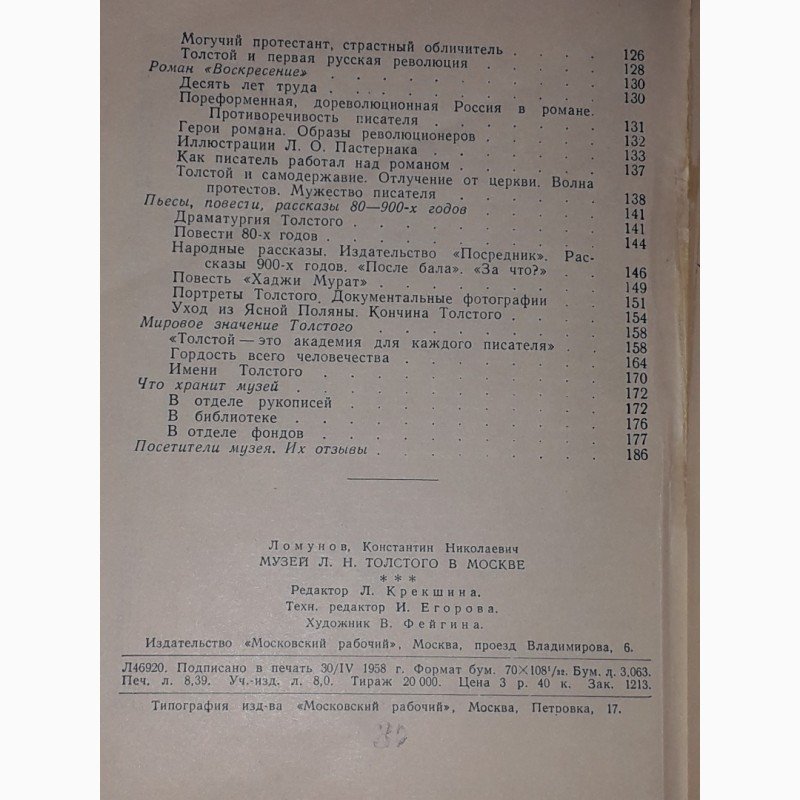 Могучий протестант, страстный обличитель . . . . 126
Толстой и первая русская революция . . . . . 128
Роман «Воскресение» . . . . . . . . . 130
Десять лет труда . . . . . . . . . . 130
Пореформенная, дореволюционная Россия в романе.
Противоречивость писателя . . . . . . . 131
Герои романа. Образы революционеров . . . . . 132
Иллюстрации Л. О. Пастернака . . . . . . . 133
Как писатель работал над романом . . . . . . 137
Толстой и самодержавие. Отлучение от церкви. Волна
протестов. Мужество писателя . . . . . . 138
Пьесы, повести, рассказы 80—900-х годов . . . . . 141
Драматургия Толстого . . . . . . . . . 141
Повести 80-х годов . . . . . . . . . . 144
Народные рассказы. Издательство «Посредник». Рас-
сказы 900-х годов. «После бала». «За что?» . . 146
Повесть «Хаджи Мурат» . . . . . . . . 149
Портреты Толстого. Документальные фотографии . . 151
Уход из Ясной Поляны. Кончина Толстого . . . . 154
Мировое значение Толстого . . . . . . . . 158
«Толстой — это академия для каждого писателя» . . 158
Гордость всего человечества . . . . . . . 164
Имени Толстого . . . . . . . . . . 170
Что хранит музей . . . . . . . . . . 172
В отделе рукописей . . . . . . . . . 172
В библиотеке . . . . . . . . . . . 176
В отделе фондов . . . . . . . . . . 177
Посетители музея. Их отзывы . . . . . . . 186
Ломунов, Константин Николаевич
МУЗЕЙ Л. Н. ТОЛСТОГО В МОСКВЕ
* * *
Редактор Л. Крекшина.
Техн. редактор И. Егорова.
Художник В. Фейгина.
Издательство «Московский рабочий», Москва, проезд Владимирова, 6.
Л46920. Подписано в печать 30/IV 1958 г. Формат бум. 70×108¹/₃₂. Бум. л. 3,063.
Печ. л. 8,39. Уч.-изд. л. 8,0. Тираж 20 000. Цена 3 р. 40 к. Зак. 1213.
Типография изд-ва «Московский рабочий», Москва, Петровка, 17.